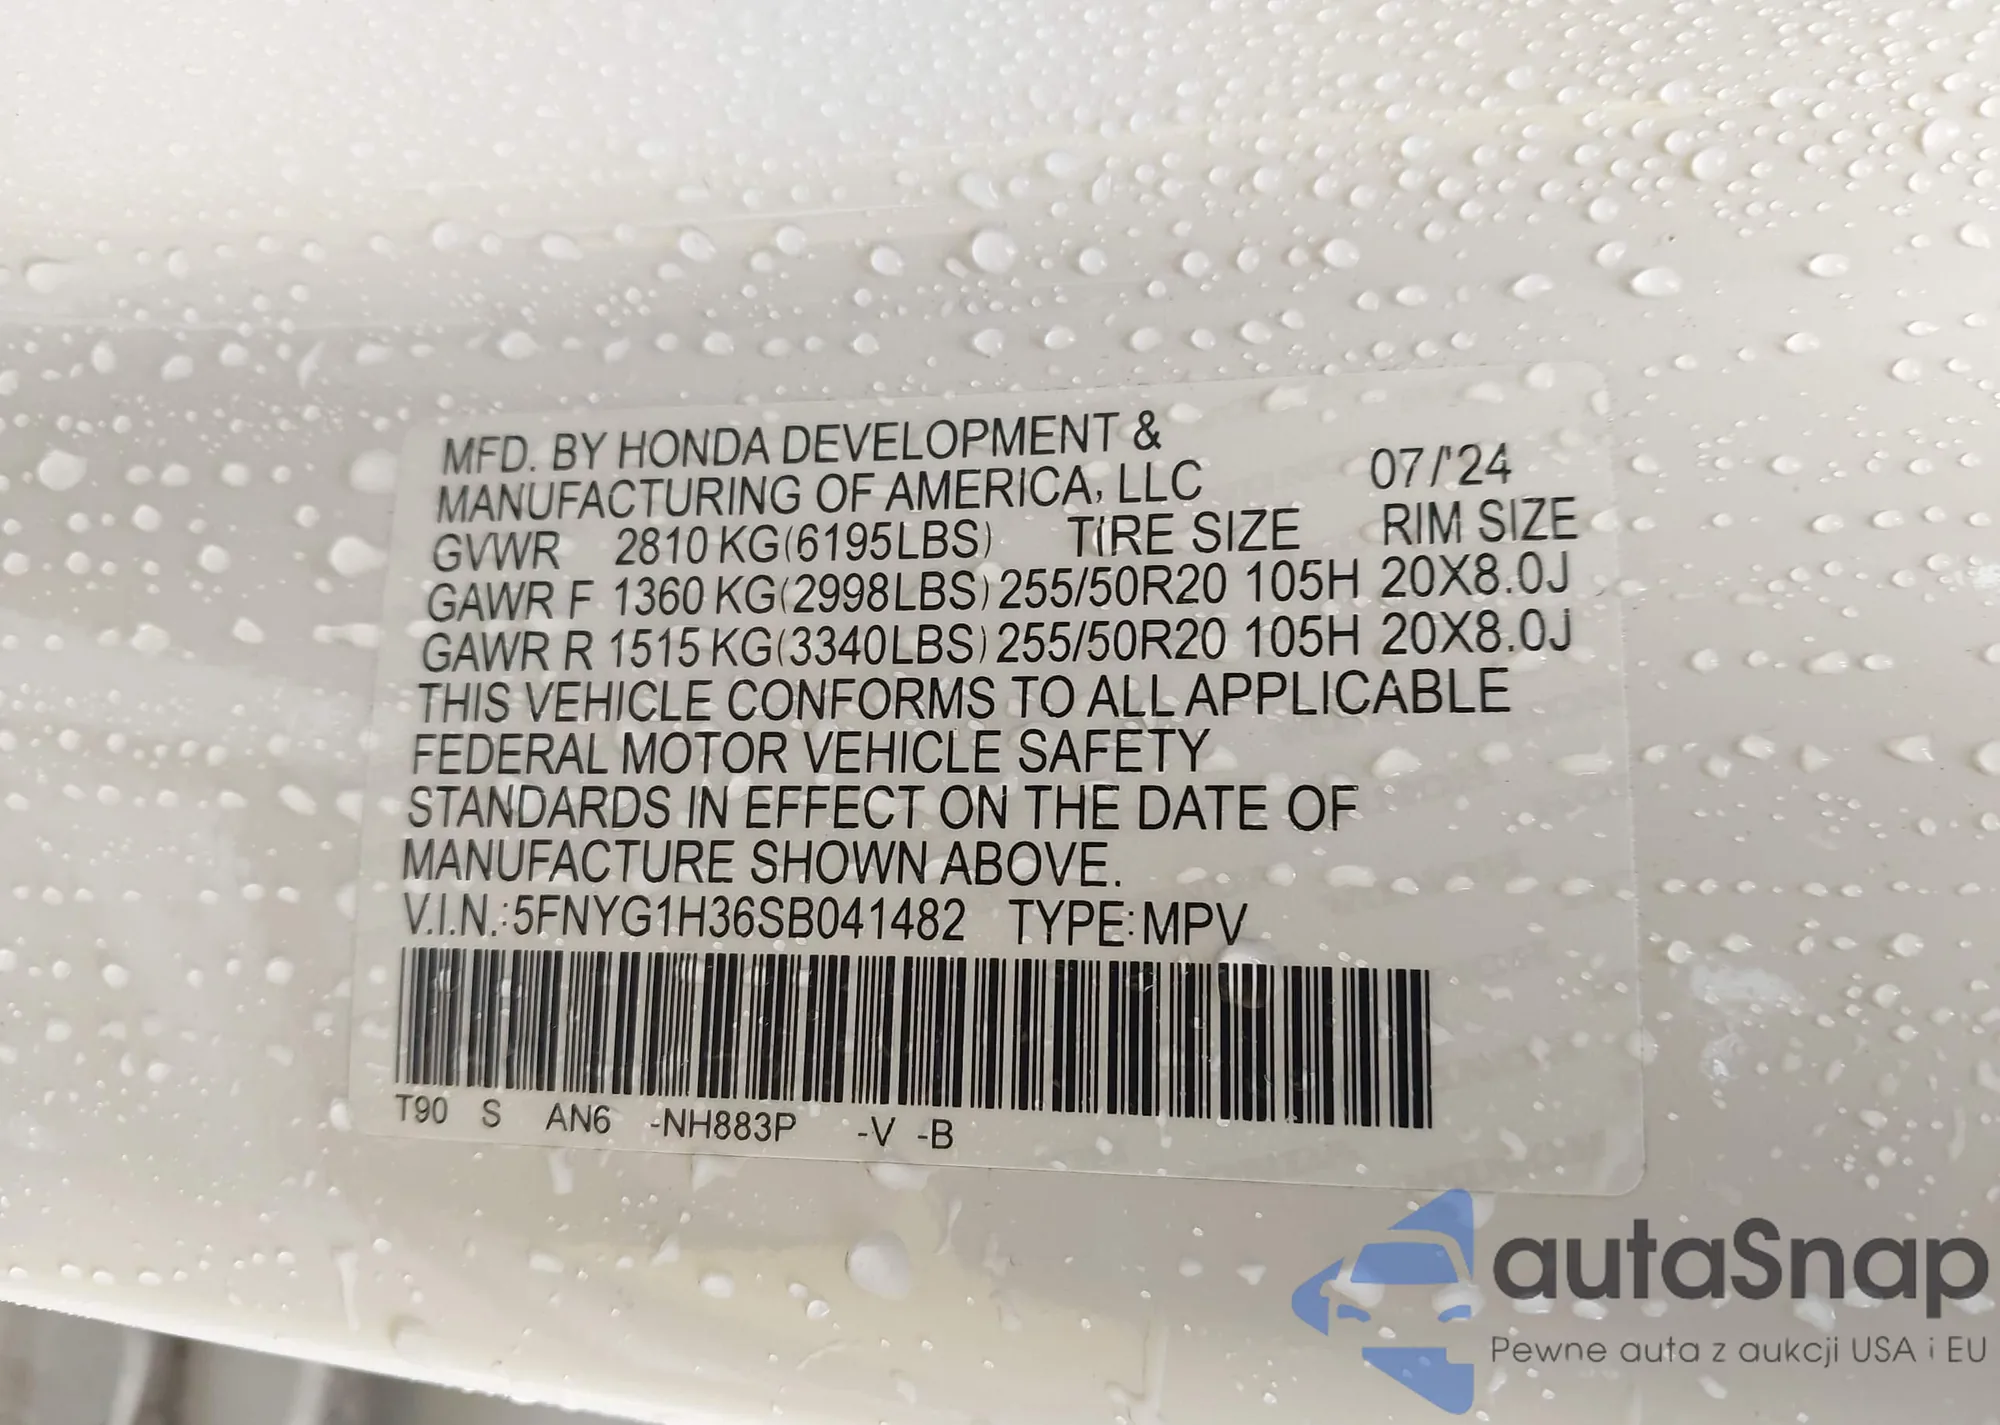 MFD. BY HONDA DEVELOPMENT &
MANUFACTURING OF AMERICA, LLC 07/'24
GVWR 2810 KG(6195LBS) TIRE SIZE RIM SIZE
GAWR F 1360 KG(2998LBS) 255/50R20 105H 20X8.0J
GAWR R 1515 KG(3340LBS) 255/50R20 105H 20X8.0J
THIS VEHICLE CONFORMS TO ALL APPLICABLE
FEDERAL MOTOR VEHICLE SAFETY
STANDARDS IN EFFECT ON THE DATE OF
MANUFACTURE SHOWN ABOVE.
V.I.N.:5FNYG1H36SB041482 TYPE:MPV
T90 S AN6 -NH883P -V -B
autaSnap
Pewne auta z aukcji USA i EU